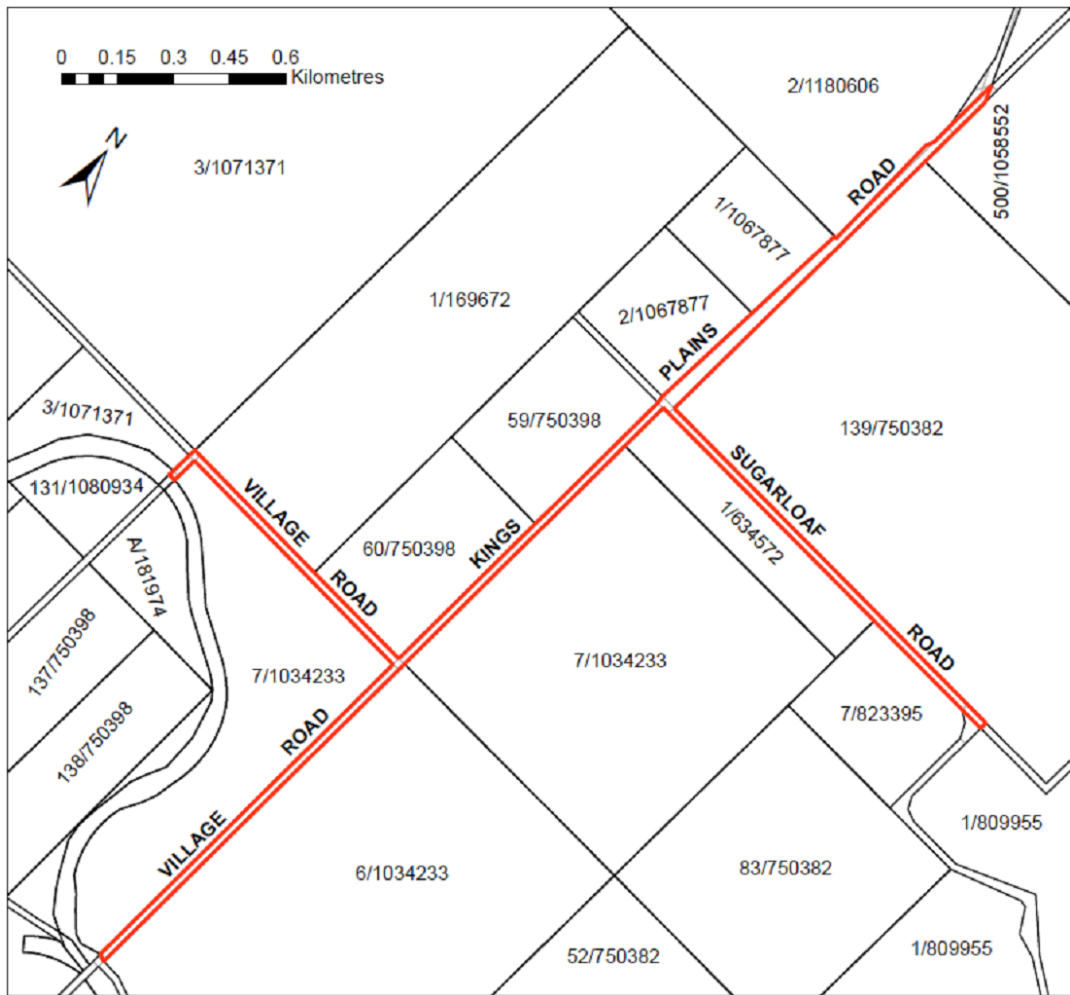 0 0.15 0.3 0.45 0.6
Kilometres
N
2/1180606
3/1071371
500/1058552
ROAD
1/1067877
1/169672
2/1067877
PLAINS
3/1071371
59/750398
139/750382
131/1080934
VILLAGE
SUGARLOAF
1/634572
KINGS
60/750398
A/181974
ROAD
137/750398
7/1034233
7/1034233
ROAD
ROAD
7/823395
138/750398
VILLAGE
1/809955
6/1034233
83/750382
52/750382
1/809955